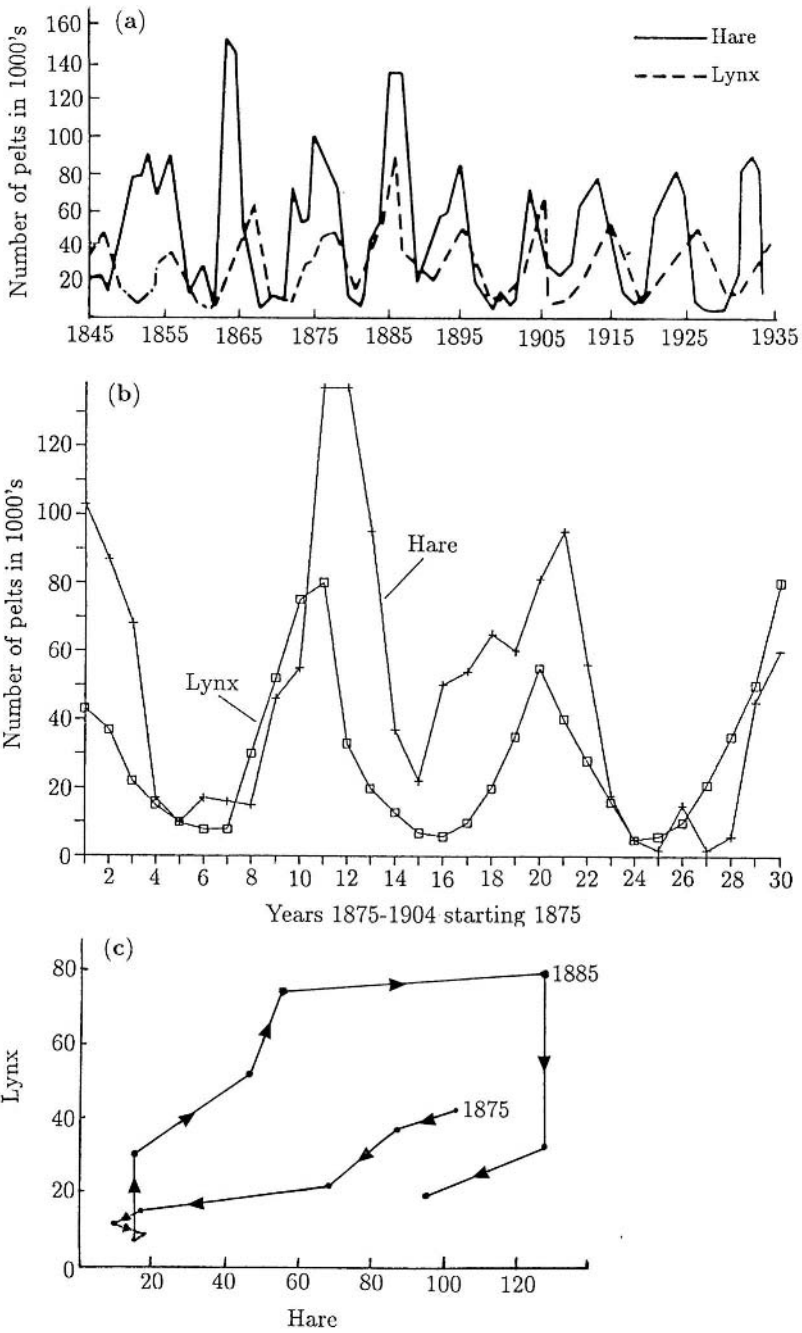 (a)
Number of pelts in 1000's
160
140
120
100
80
60
40
20
Hare
Lynx
1845 1855 1865 1875 1885 1895 1905 1915 1925 1935
(b)
Number of pelts in 1000's
120
100
80
60
40
20
0
Hare
Lynx
2 4 6 8 10 12 14 16 18 20 22 24 26 28 30
Years 1875-1904 starting 1875
(c)
Lynx
80
60
40
20
0
1885
1875
20 40 60 80 100 120
Hare